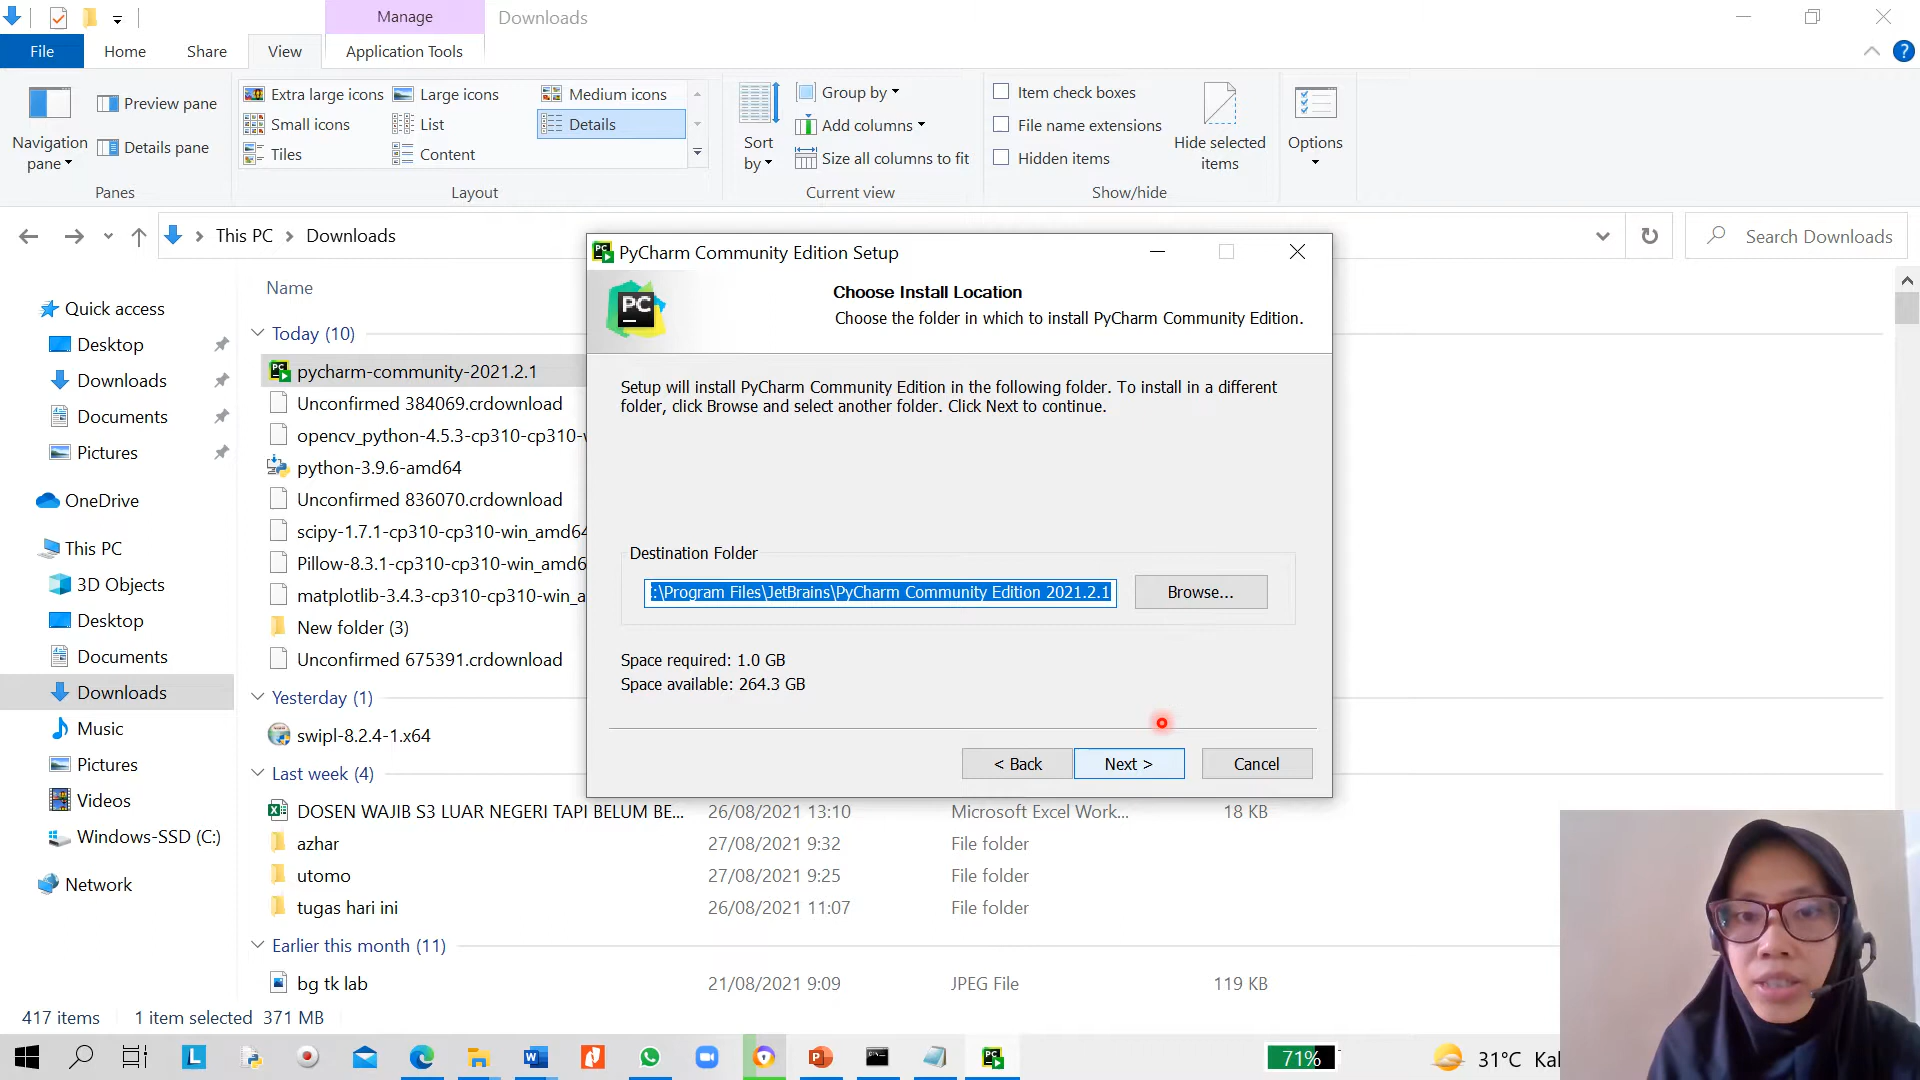 Manage
Downloads
File
Home
Share
View
Application Tools
Extra large icons
Large icons
Medium icons
Small icons
List
Details
Tiles
Content
Navigation pane
Preview pane
Details pane
Sort by
Group by
Add columns
Size all columns to fit
Item check boxes
File name extensions
Hidden items
Hide selected items
Options
Panes
Layout
Current view
Show/hide
This PC
Downloads
Search Downloads
Name
Quick access
Desktop
Downloads
Documents
Pictures
OneDrive
This PC
3D Objects
Desktop
Documents
Downloads
Music
Pictures
Videos
Windows-SSD (C:)
Network
Today (10)
pycharm-community-2021.2.1
Unconfirmed 384069.crdownload
opencv_python-4.5.3-cp310-cp310-
python-3.9.6-amd64
Unconfirmed 836070.crdownload
scipy-1.7.1-cp310-cp310-win_amd64
Pillow-8.3.1-cp310-cp310-win_amd6
matplotlib-3.4.3-cp310-cp310-win_a
New folder (3)
Unconfirmed 675391.crdownload
Yesterday (1)
swipl-8.2.4-1.x64
Last week (4)
DOSEN WAJIB S3 LUAR NEGERI TAPI BELUM BE... 26/08/2021 13:10 Microsoft Excel Work... 18 KB
azhar 27/08/2021 9:32 File folder
utomo 27/08/2021 9:25 File folder
tugas hari ini 26/08/2021 11:07 File folder
Earlier this month (11)
bg tk lab 21/08/2021 9:09 JPEG File 119 KB
PyCharm Community Edition Setup
PC
Choose Install Location
Choose the folder in which to install PyCharm Community Edition.
Setup will install PyCharm Community Edition in the following folder. To install in a different
folder, click Browse and select another folder. Click Next to continue.
Destination Folder
:\Program Files\JetBrains\PyCharm Community Edition 2021.2.1
Browse...
Space required: 1.0 GB
Space available: 264.3 GB
< Back
Next >
Cancel
417 items
1 item selected 371 MB
71%
31°C